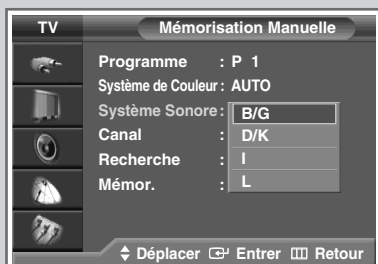 TV Mémorisation Manuelle
Programme : P 1
Système de Couleur : AUTO
Système Sonore : B/G
Canal : D/K
Recherche : I
Mémor. : L
Déplacer Entrer Retour